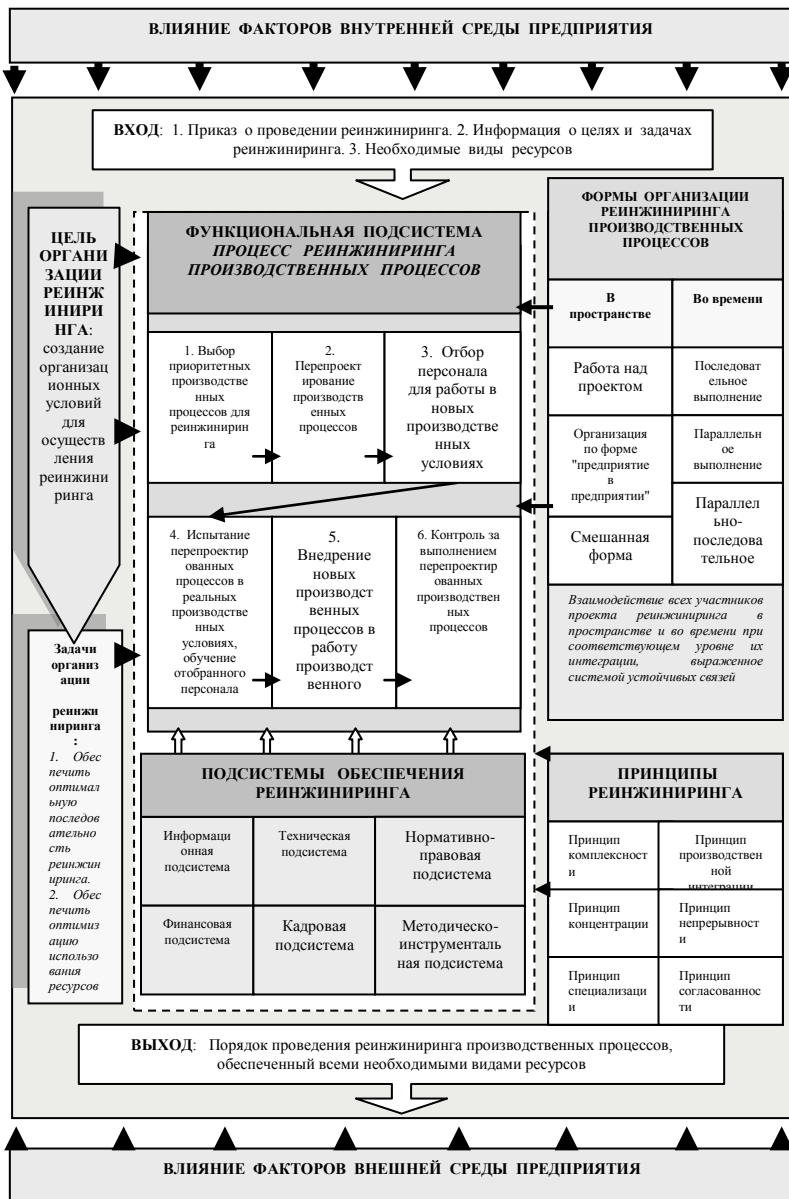 ВЛИЯНИЕ ФАКТОРОВ ВНУТРЕННЕЙ СРЕДЫ ПРЕДПРИЯТИЯ
ВХОД: 1. Приказ о проведении реинжиниринга. 2. Информация о целях и задачах
реинжиниринга. 3. Необходимые виды ресурсов
ЦЕЛЬ
ОРГАНИ
ЗАЦИИ
РЕИНЖ
ИНИРИ
НГА:
создание
организац
ионных
условий
для
осуществ
ления
реинжини
ринга
Задачи
организ
ации
реинжи
ниринга
:
1. Обес
печить
оптималь
ную
последов
ательно
сть
реинжин
иринга.
2. Обес
печить
оптимиз
ацию
использо
вания
ресурсов
ФУНКЦИОНАЛЬНАЯ ПОДСИСТЕМА
ПРОЦЕСС РЕИНЖИНИРИНГА
ПРОИЗВОДСТВЕННЫХ ПРОЦЕССОВ
1. Выбор
приоритетных
производстве
нных
процессов для
реинжинирин
га
2.
Перепроект
ирование
производств
енных
процессов
3. Отбор
персонала
для работы в
новых
производстве
нных
условиях
4. Испытание
перепроектир
ованных
процессов в
реальных
производстве
нных
условиях,
обучение
отобранного
персонала
5.
Внедрение
новых
производст
венных
процессов в
работу
производст
венного
6. Контроль за
выполнением
перепроектир
ованных
производствен
ных
процессов
ПОДСИСТЕМЫ ОБЕСПЕЧЕНИЯ
РЕИНЖИНИРИНГА
Информаци
онная
подсистема
Техническая
подсистема
Нормативно-
правовая
подсистема
Финансовая
подсистема
Кадровая
подсистема
Методическо-
инструменталь
ная подсистема
ФОРМЫ ОРГАНИЗАЦИИ
РЕИНЖИНИРИНГА
ПРОИЗВОДСТВЕННЫХ
ПРОЦЕССОВ
В
пространстве
Во времени
Работа над
проектом
Последоват
ельное
выполнение
Организация
по форме
"предприятие
в
предприятии"
Параллельн
ое
выполнение
Смешанная
форма
Параллел
ьно-
последова
тельное
Взаимодействие всех участников
проекта реинжиниринга в
пространстве и во времени при
соответствующем уровне их
интеграции, выраженное
системой устойчивых связей
ПРИНЦИПЫ
РЕИНЖИНИРИНГА
Принцип
комплексност
и
Принцип
производствен
ной
интеграции
Принцип
концентрации
Принцип
непрерывност
и
Принцип
специализаци
и
Принцип
согласованнос
ти
ВЫХОД: Порядок проведения реинжиниринга производственных процессов,
обеспеченный всеми необходимыми видами ресурсов
ВЛИЯНИЕ ФАКТОРОВ ВНЕШНЕЙ СРЕДЫ ПРЕДПРИЯТИЯ